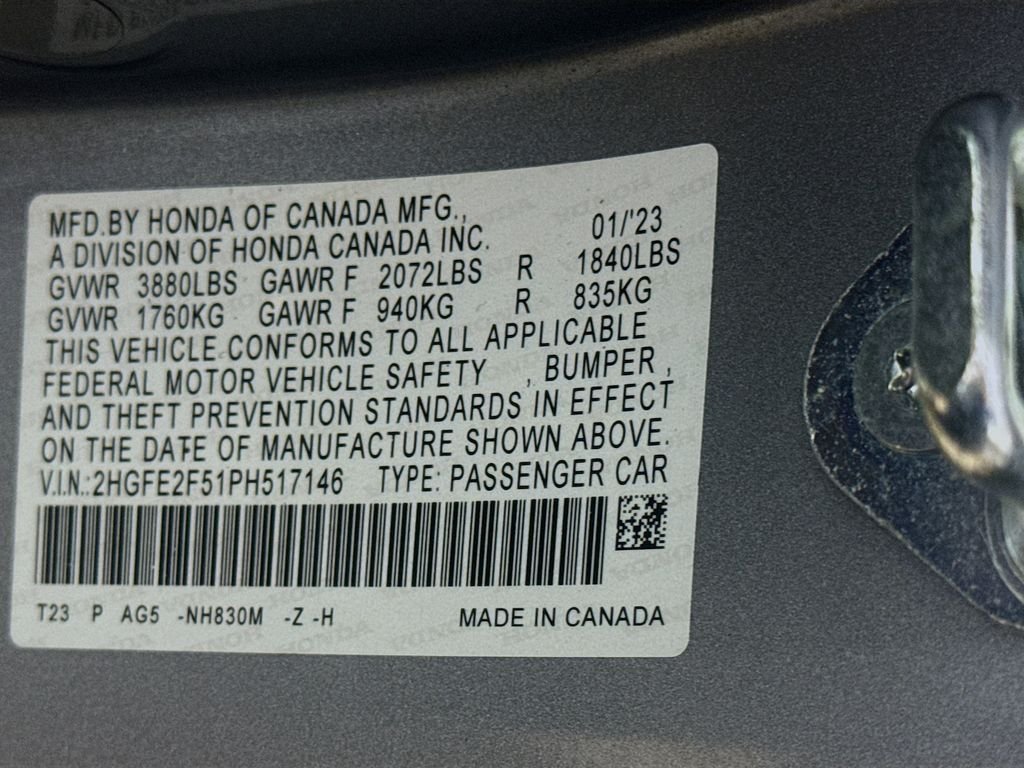 MFD.BY HONDA OF CANADA MFG., 01/'23
A DIVISION OF HONDA CANADA INC.
GVWR 3880LBS GAWR F 2072LBS R 1840LBS
GVWR 1760KG GAWR F 940KG R 835KG
THIS VEHICLE CONFORMS TO ALL APPLICABLE
FEDERAL MOTOR VEHICLE SAFETY , BUMPER ,
AND THEFT PREVENTION STANDARDS IN EFFECT
ON THE DATE OF MANUFACTURE SHOWN ABOVE.
V.I.N.:2HGFE2F51PH517146 TYPE: PASSENGER CAR
T23 P AG5 -NH830M -Z -H MADE IN CANADA